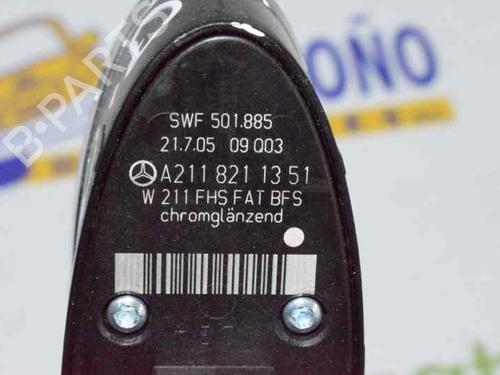 SWF 501.885
21.7.05 09 Q03
A211 821 13 51
W 211 FHS FAT BFS
chromglänzend
B-PARTS
OÑO